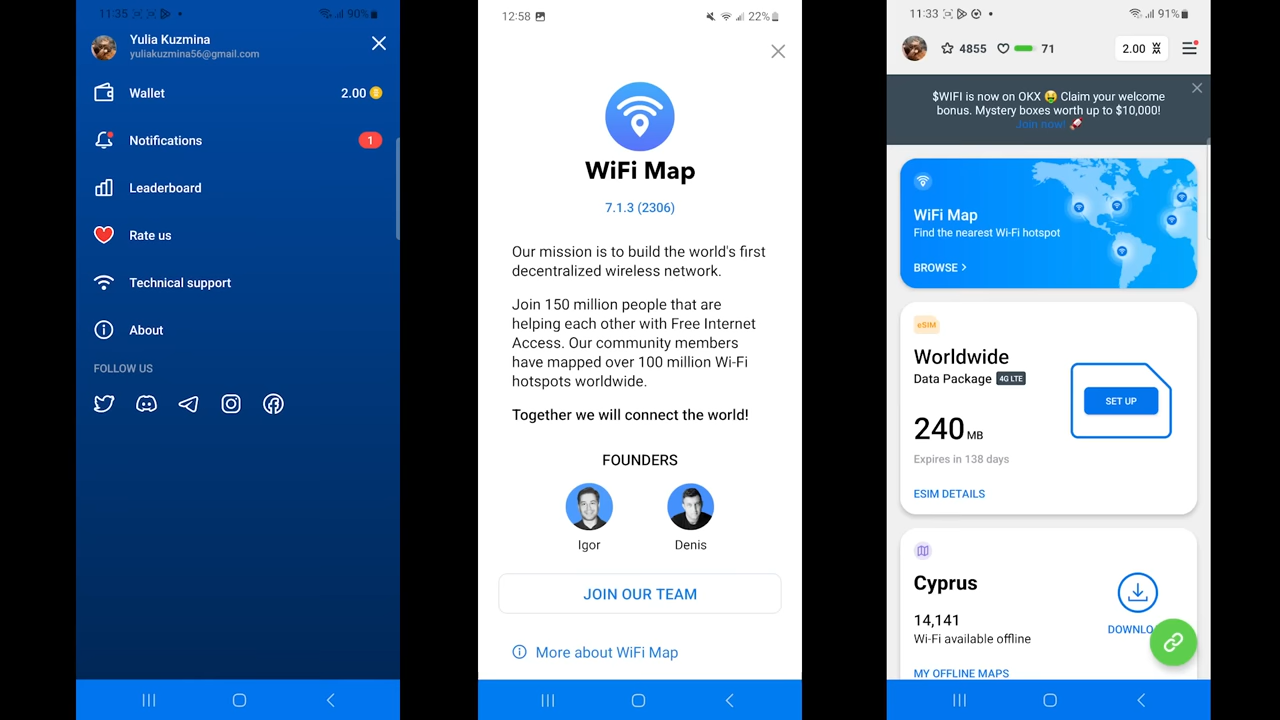 11:35
90%
Yulia Kuzmina
yuliakuzmina56@gmail.com
Wallet
2.00
Notifications
1
Leaderboard
Rate us
Technical support
About
FOLLOW US
12:58
22%
WiFi Map
7.1.3 (2306)
Our mission is to build the world's first
decentralized wireless network.
Join 150 million people that are
helping each other with Free Internet
Access. Our community members
have mapped over 100 million Wi-Fi
hotspots worldwide.
Together we will connect the world!
FOUNDERS
Igor
Denis
JOIN OUR TEAM
More about WiFi Map
11:33
91%
4855
71
2.00
$WIFI is now on OKX 🤑 Claim your welcome
bonus. Mystery boxes worth up to $10,000!
Join now! 🚀
WiFi Map
Find the nearest Wi-Fi hotspot
BROWSE >
eSIM
Worldwide
Data Package 4G LTE
SET UP
240 MB
Expires in 138 days
ESIM DETAILS
Cyprus
14,141
Wi-Fi available offline
DOWNLO
MY OFFLINE MAPS